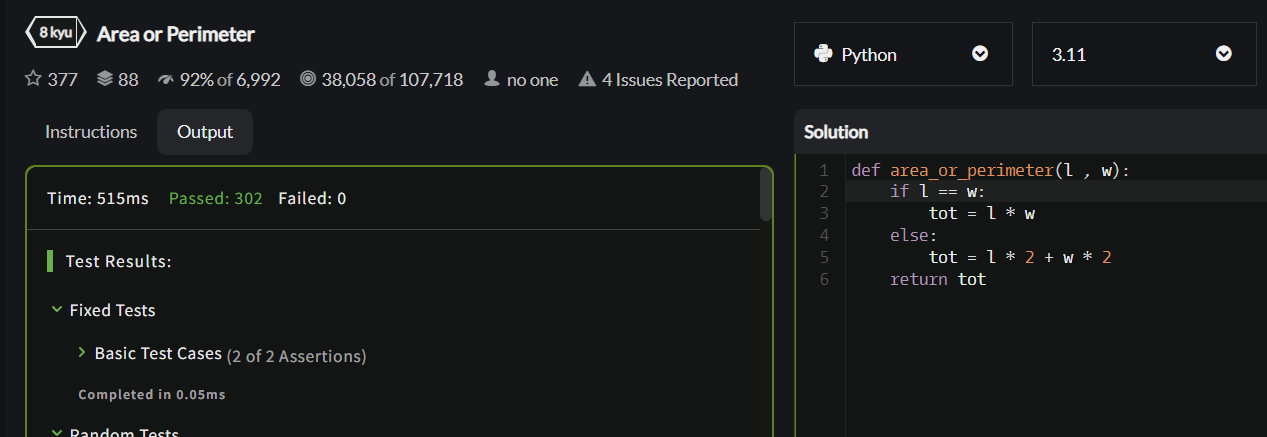 8 kyu Area or Perimeter
377 88 92% of 6,992 38,058 of 107,718 no one 4 Issues Reported
Python 3.11
Instructions Output
Time: 515ms Passed: 302 Failed: 0
Test Results:
Fixed Tests
Basic Test Cases (2 of 2 Assertions)
Completed in 0.05ms
Random Tests
Solution
1 def area_or_perimeter(l , w):
2     if l == w:
3         tot = l * w
4     else:
5         tot = l * 2 + w * 2
6     return tot